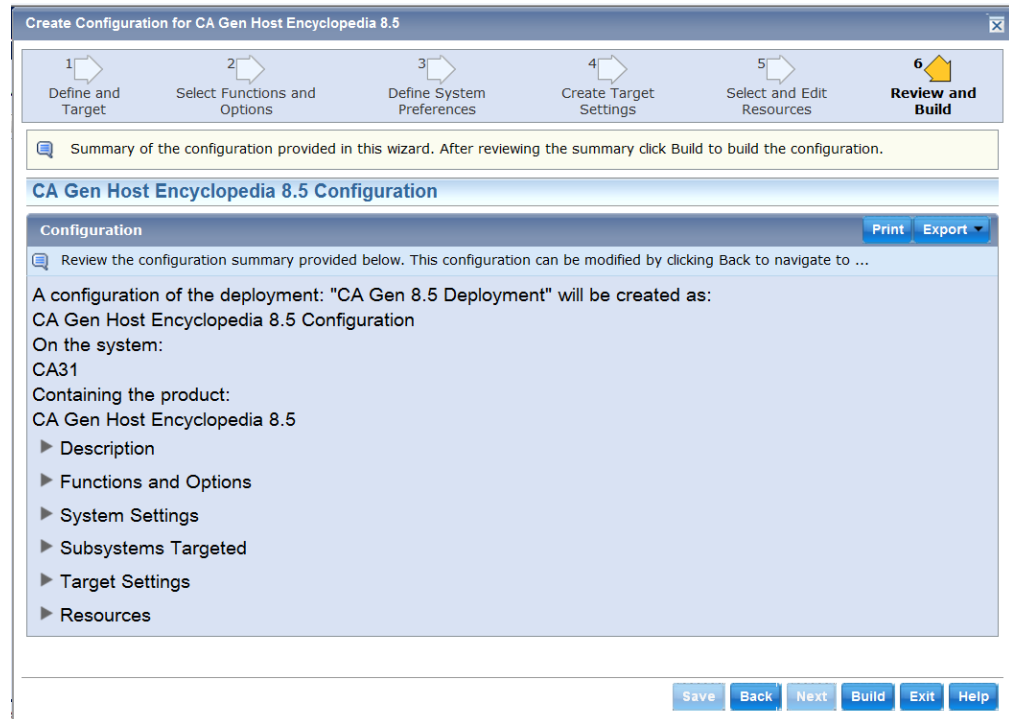 Create Configuration for CA Gen Host Encyclopedia 8.5
1
Define and
Target
2
Select Functions and
Options
3
Define System
Preferences
4
Create Target
Settings
5
Select and Edit
Resources
6
Review and
Build
Summary of the configuration provided in this wizard. After reviewing the summary click Build to build the configuration.
CA Gen Host Encyclopedia 8.5 Configuration
Configuration
Print
Export
Review the configuration summary provided below. This configuration can be modified by clicking Back to navigate to ...
A configuration of the deployment: "CA Gen 8.5 Deployment" will be created as:
CA Gen Host Encyclopedia 8.5 Configuration
On the system:
CA31
Containing the product:
CA Gen Host Encyclopedia 8.5
Description
Functions and Options
System Settings
Subsystems Targeted
Target Settings
Resources
Save
Back
Next
Build
Exit
Help